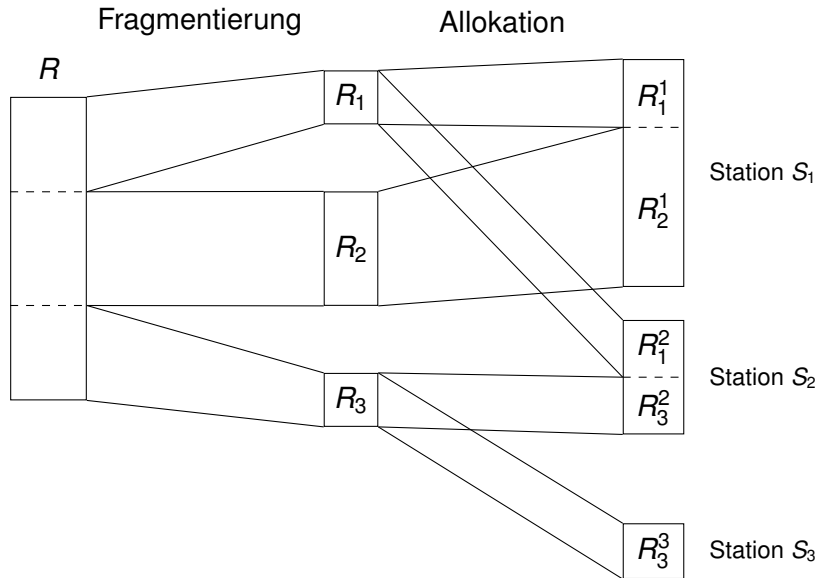 Fragmentierung
Allokation
R
R₁
R₂
R₃
R₁¹
R₂¹
Station S₁
R₁²
R₃²
Station S₂
R₃³
Station S₃